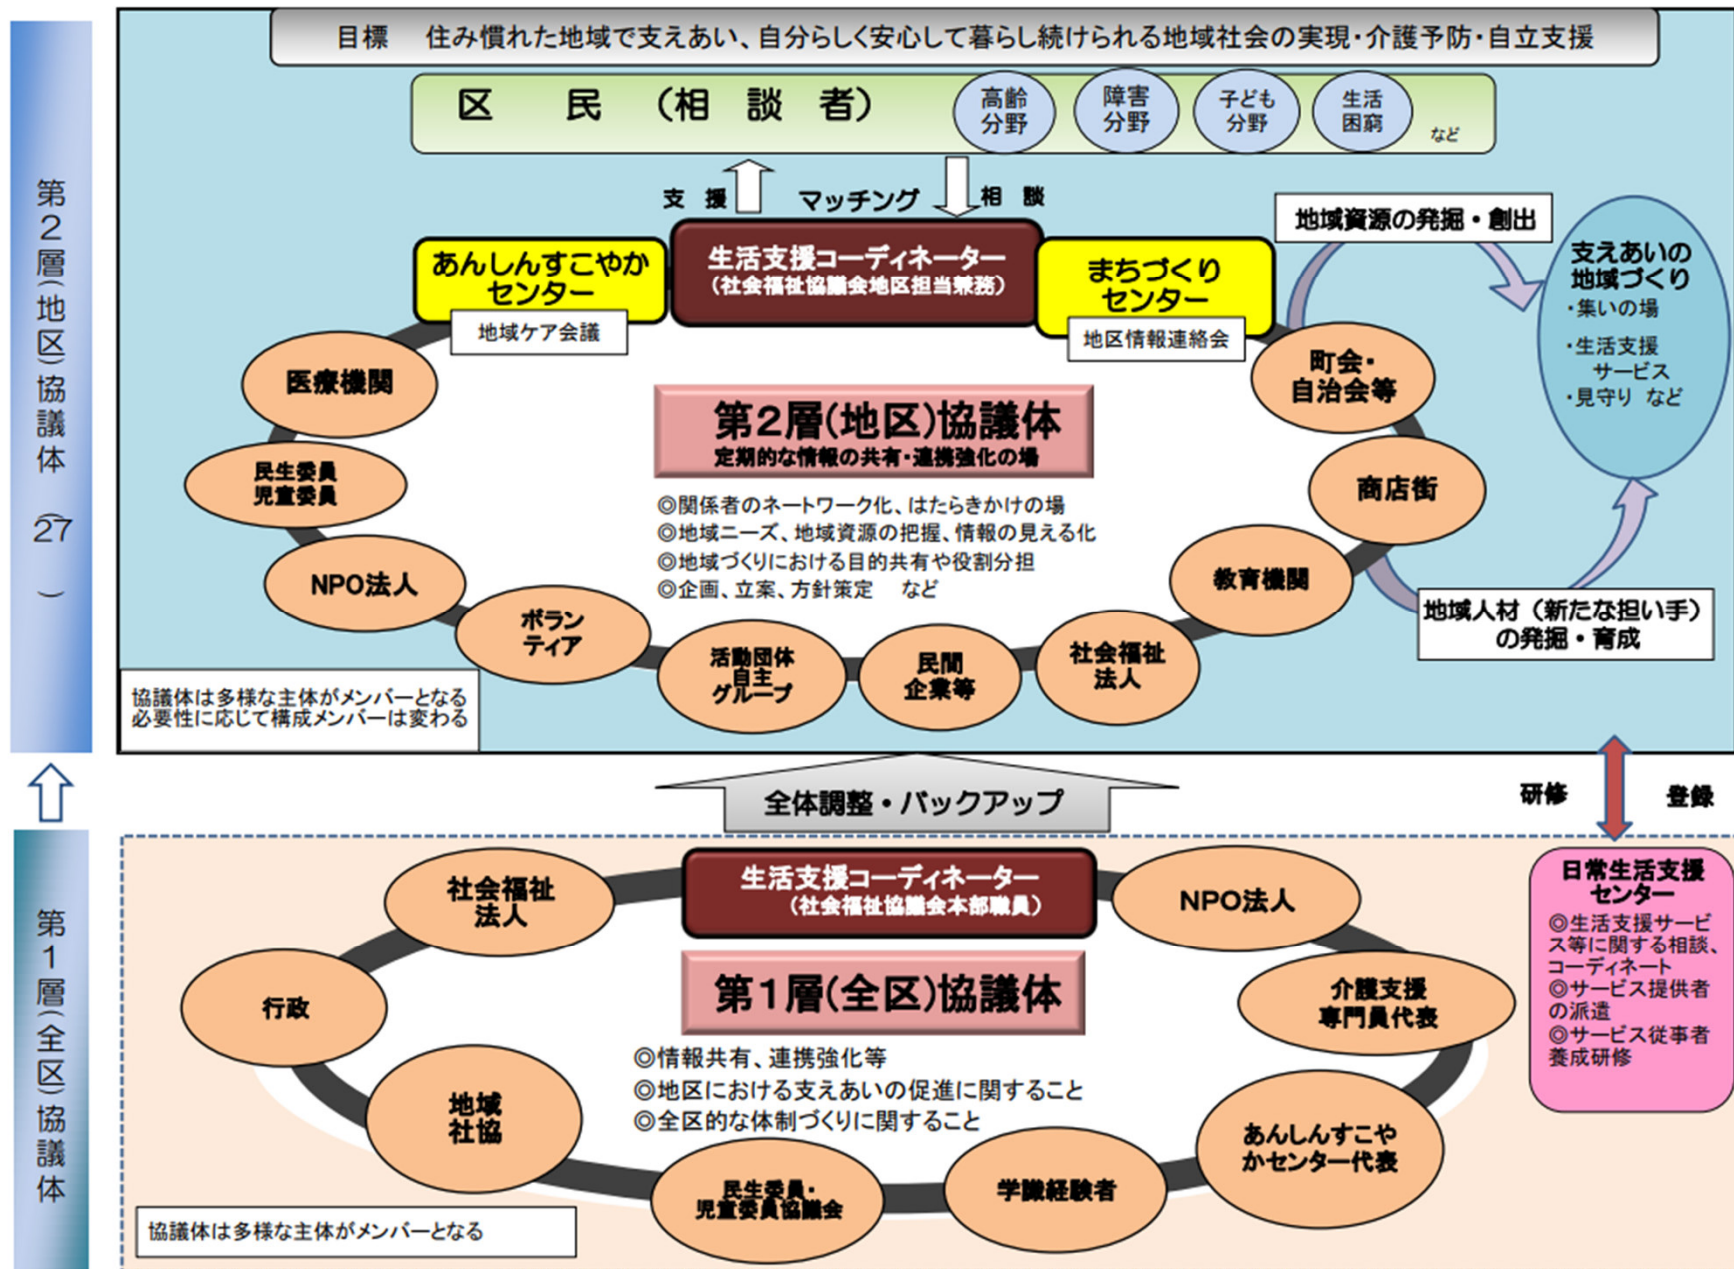 目標　住み慣れた地域で支えあい、自分らしく安心して暮らし続けられる地域社会の実現・介護予防・自立支援
区　民　（相　談　者）
高齢
分野
障害
分野
子ども
分野
生活
困窮
など
支　援
マッチング
相　談
第２層（地区）協議体（27）
あんしんすこやか
センター
地域ケア会議
生活支援コーディネーター
（社会福祉協議会地区担当兼務）
まちづくり
センター
地区情報連絡会
地域資源の発掘・創出
支えあいの
地域づくり
・集いの場
・生活支援
サービス
・見守り　など
医療機関
町会・
自治会等
第２層（地区）協議体
定期的な情報の共有・連携強化の場
民生委員
児童委員
商店街
◎関係者のネットワーク化、はたらきかけの場
◎地域ニーズ、地域資源の把握、情報の見える化
◎地域づくりにおける目的共有や役割分担
◎企画、立案、方針策定　など
NPO法人
教育機関
ボラン
ティア
活動団体
自主
グループ
民間
企業等
社会福祉
法人
地域人材（新たな担い手）
の発掘・育成
協議体は多様な主体がメンバーとなる
必要性に応じて構成メンバーは変わる
全体調整・バックアップ
研修
登録
第１層（全区）協議体
社会福祉
法人
生活支援コーディネーター
（社会福祉協議会本部職員）
NPO法人
第１層（全区）協議体
行政
介護支援
専門員代表
◎情報共有、連携強化等
◎地区における支えあいの促進に関すること
◎全区的な体制づくりに関すること
地域
社協
あんしんすこや
かセンター代表
民生委員・
児童委員協議会
学識経験者
日常生活支援
センター
◎生活支援サービ
ス等に関する相談、
コーディネート
◎サービス提供者
の派遣
◎サービス従事者
養成研修
協議体は多様な主体がメンバーとなる